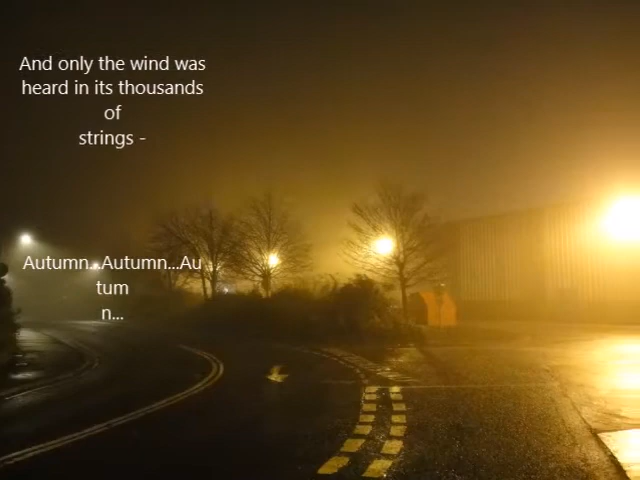 And only the wind was
heard in its thousands
of
strings -
Autumn...Autumn...Au
tum
n...